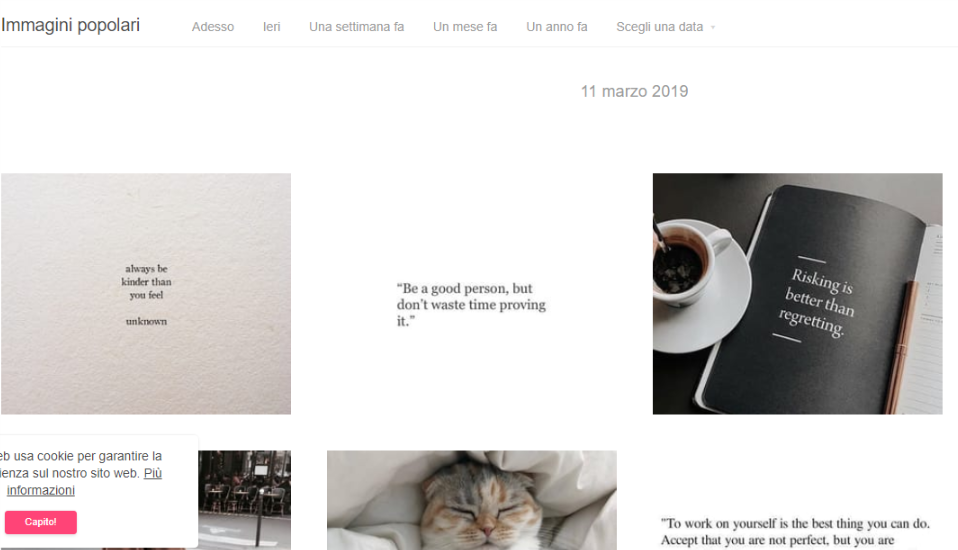 Immagini popolari
Adesso
Ieri
Una settimana fa
Un mese fa
Un anno fa
Scegli una data
11 marzo 2019
always be
kinder than
you feel
unknown
“Be a good person, but
don’t waste time proving
it.”
Risking is
better than
regretting.
usa cookie per garantire la
sul nostro sito web. Più
informazioni
Capito!
"To work on yourself is the best thing you can do.
Accept that you are not perfect, but you are